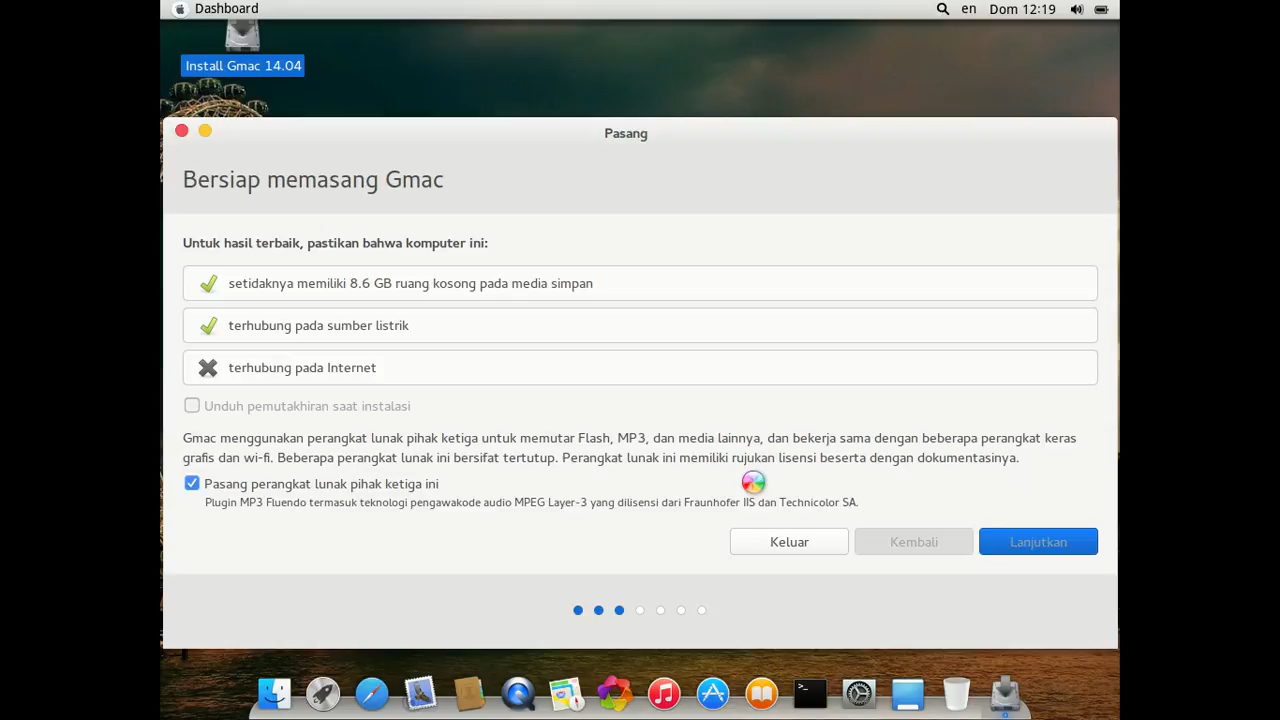 Dashboard
en Dom 12:19
Install Gmac 14.04
Pasang
Bersiap memasang Gmac
Untuk hasil terbaik, pastikan bahwa komputer ini:
setidaknya memiliki 8.6 GB ruang kosong pada media simpan
terhubung pada sumber listrik
terhubung pada Internet
Unduh pemutakhiran saat instalasi
Gmac menggunakan perangkat lunak pihak ketiga untuk memutar Flash, MP3, dan media lainnya, dan bekerja sama dengan beberapa perangkat keras
grafis dan wi-fi. Beberapa perangkat lunak ini bersifat tertutup. Perangkat lunak ini memiliki rujukan lisensi beserta dengan dokumentasinya.
Pasang perangkat lunak pihak ketiga ini
Plugin MP3 Fluendo termasuk teknologi pengawakode audio MPEG Layer-3 yang dilisensi dari Fraunhofer IIS dan Technicolor SA.
Keluar Kembali Lanjutkan